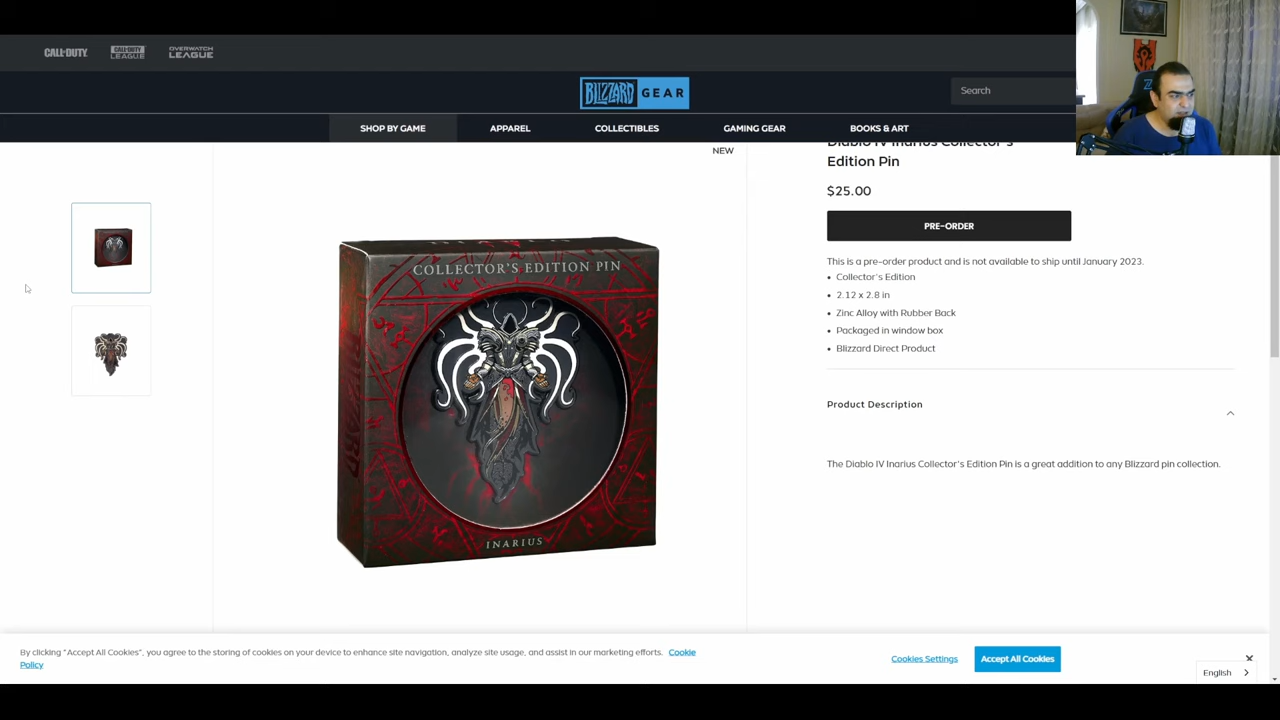 CALL·DUTY
CALL·DUTY LEAGUE
OVERWATCH LEAGUE
BLIZZARD GEAR
Search
SHOP BY GAME
APPAREL
COLLECTIBLES
GAMING GEAR
BOOKS & ART
NEW
Diablo IV Inarius Collector's
Edition Pin
$25.00
PRE-ORDER
This is a pre-order product and is not available to ship until January 2023.
• Collector's Edition
• 2.12 x 2.8 in
• Zinc Alloy with Rubber Back
• Packaged in window box
• Blizzard Direct Product
DIABLO
COLLECTOR'S EDITION PIN
INARIUS
Product Description
The Diablo IV Inarius Collector's Edition Pin is a great addition to any Blizzard pin collection.
By clicking "Accept All Cookies", you agree to the storing of cookies on your device to enhance site navigation, analyze site usage, and assist in our marketing efforts. Cookie
Policy
Cookies Settings
Accept All Cookies
English